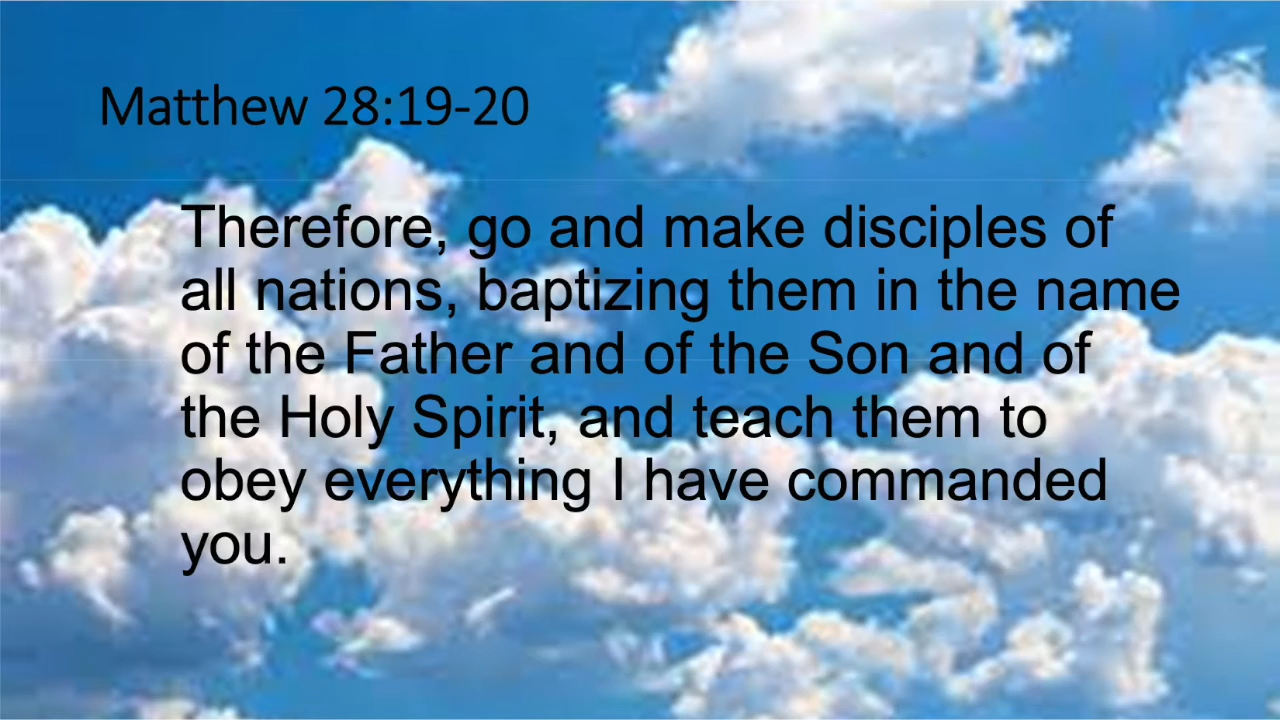 Matthew 28:19-20
Therefore, go and make disciples of
all nations, baptizing them in the name
of the Father and of the Son and of
the Holy Spirit, and teach them to
obey everything I have commanded
you.